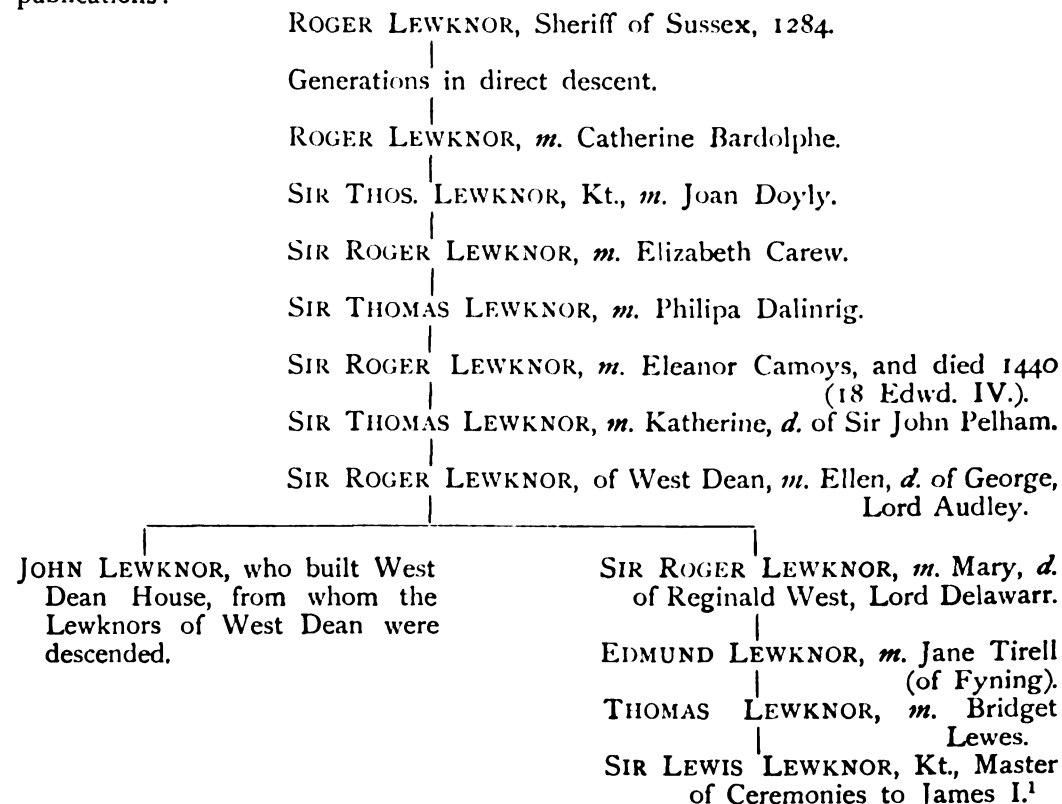 publications:
ROGER LEWKNOR, Sheriff of Sussex, 1284.
Generations in direct descent.
ROGER LEWKNOR, m. Catherine Bardolphe.
SIR THOS. LEWKNOR, Kt., m. Joan Doyly.
SIR ROGER LEWKNOR, m. Elizabeth Carew.
SIR THOMAS LEWKNOR, m. Philipa Dalinrig.
SIR ROGER LEWKNOR, m. Eleanor Camoys, and died 1440
(18 Edwd. IV.).
SIR THOMAS LEWKNOR, m. Katherine, d. of Sir John Pelham.
SIR ROGER LEWKNOR, of West Dean, m. Ellen, d. of George,
Lord Audley.
JOHN LEWKNOR, who built West
Dean House, from whom the
Lewknors of West Dean were
descended.
SIR ROGER LEWKNOR, m. Mary, d.
of Reginald West, Lord Delawarr.
EDMUND LEWKNOR, m. Jane Tirell
(of Fyning).
THOMAS LEWKNOR, m. Bridget
Lewes.
SIR LEWIS LEWKNOR, Kt., Master
of Ceremonies to James I.¹